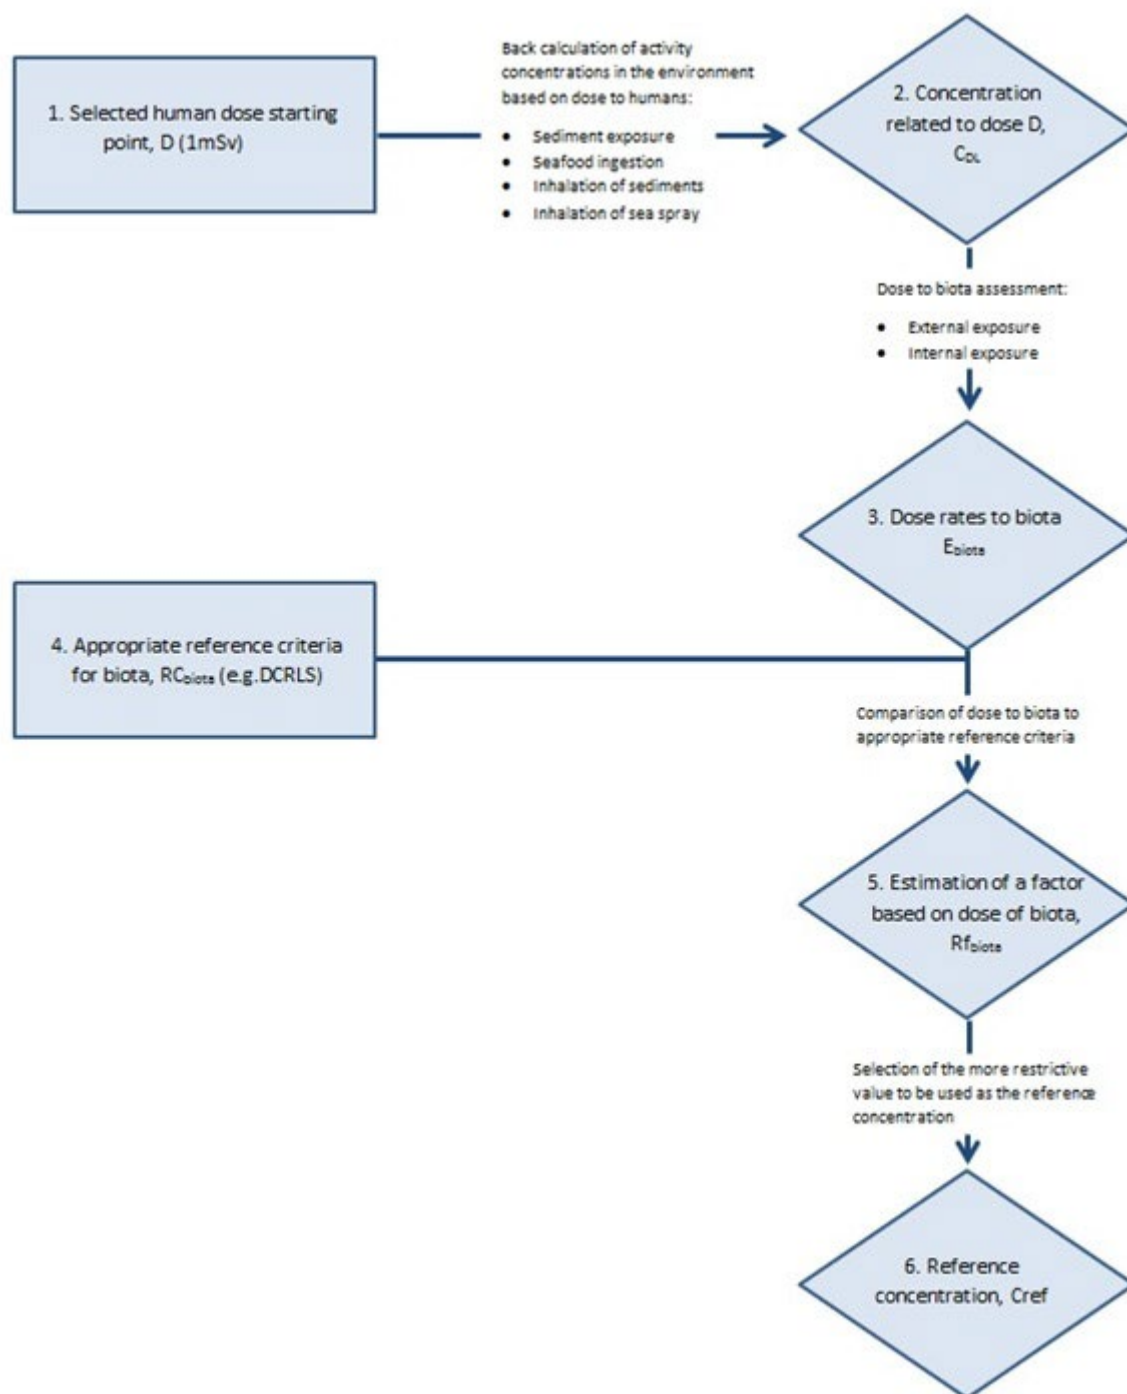 1. Selected human dose starting
point, D (1mSv)
Back calculation of activity
concentrations in the environment
based on dose to humans:
● Sediment exposure
● Seafood ingestion
● Inhalation of sediments
● Inhalation of sea spray
2. Concentration
related to dose D,
C_DL
Dose to biota assessment:
● External exposure
● Internal exposure
3. Dose rates to biota
E_biota
4. Appropriate reference criteria
for biota, RC_biota (e.g.DCRLS)
Comparison of dose to biota to
appropriate reference criteria
5. Estimation of a factor
based on dose of biota,
Rf_biota
Selection of the more restrictive
value to be used as the reference
concentration
6. Reference
concentration, Cref